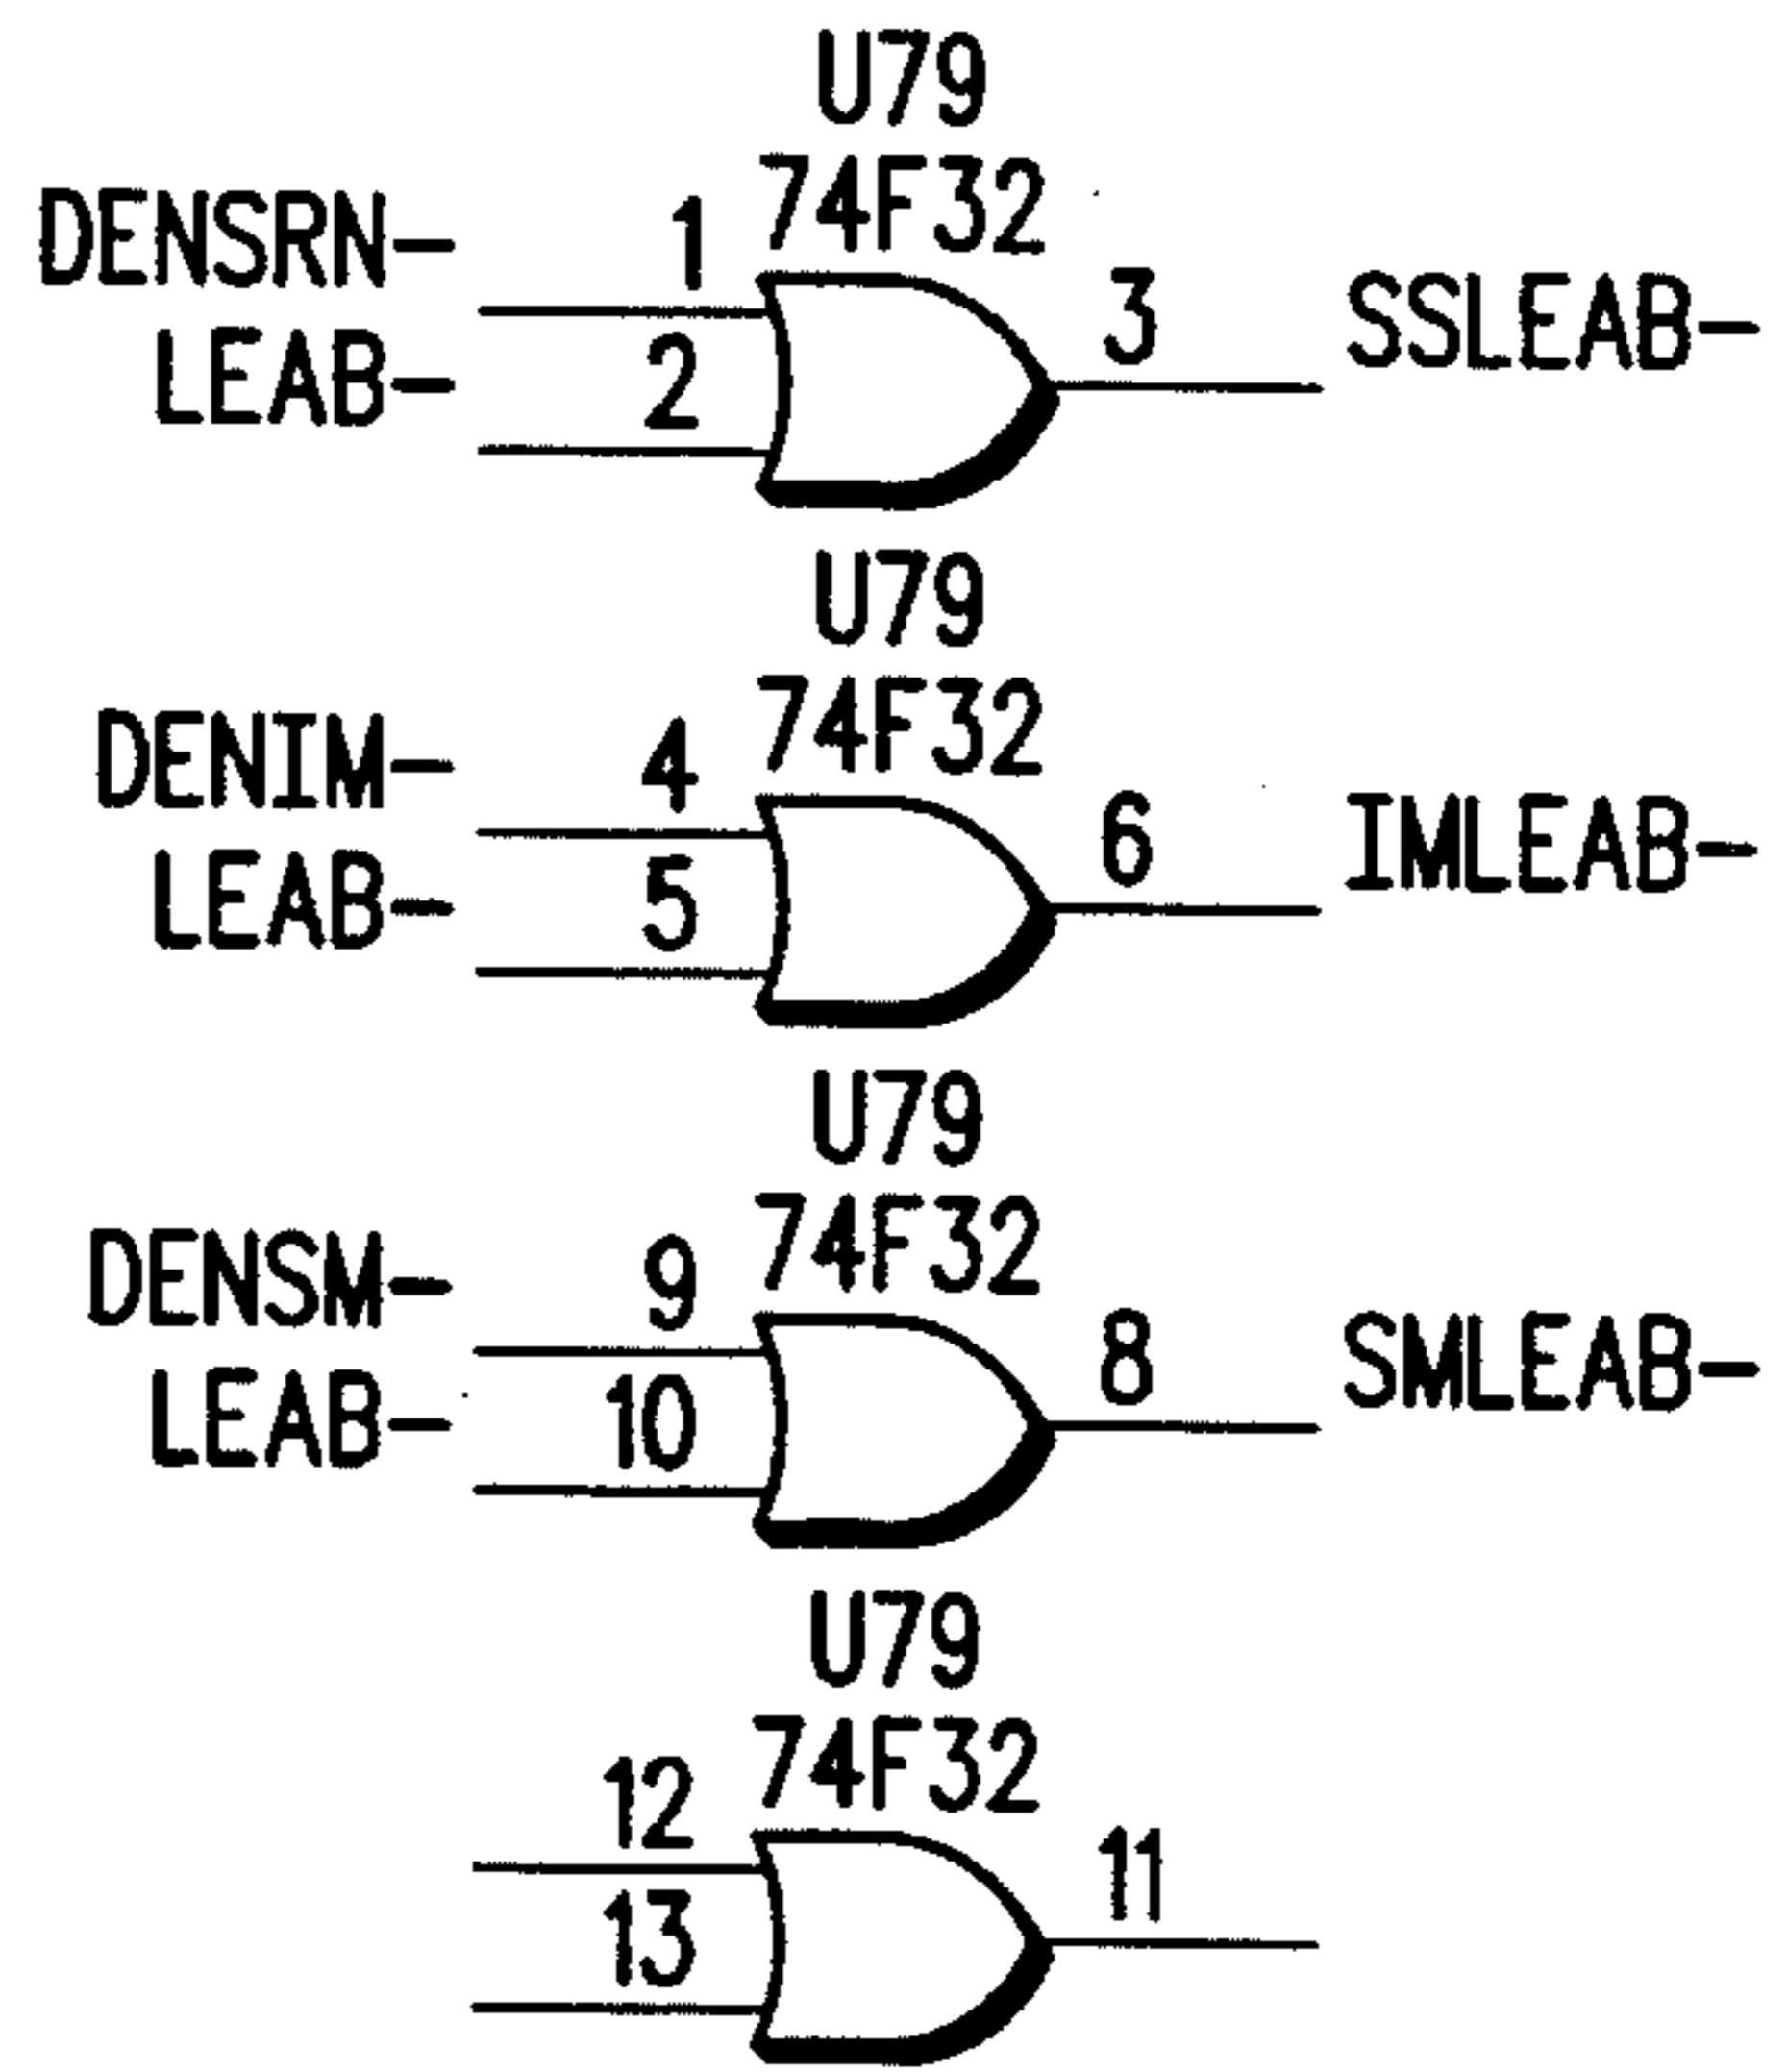 U79
74F32
DENSRN-
1
LEAB-
2
3
SSLEAB-
U79
74F32
DENIM-
4
LEAB-
5
6
IMLEAB-
U79
74F32
DENSM-
9
LEAB-
10
8
SMLEAB-
U79
74F32
12
13
11